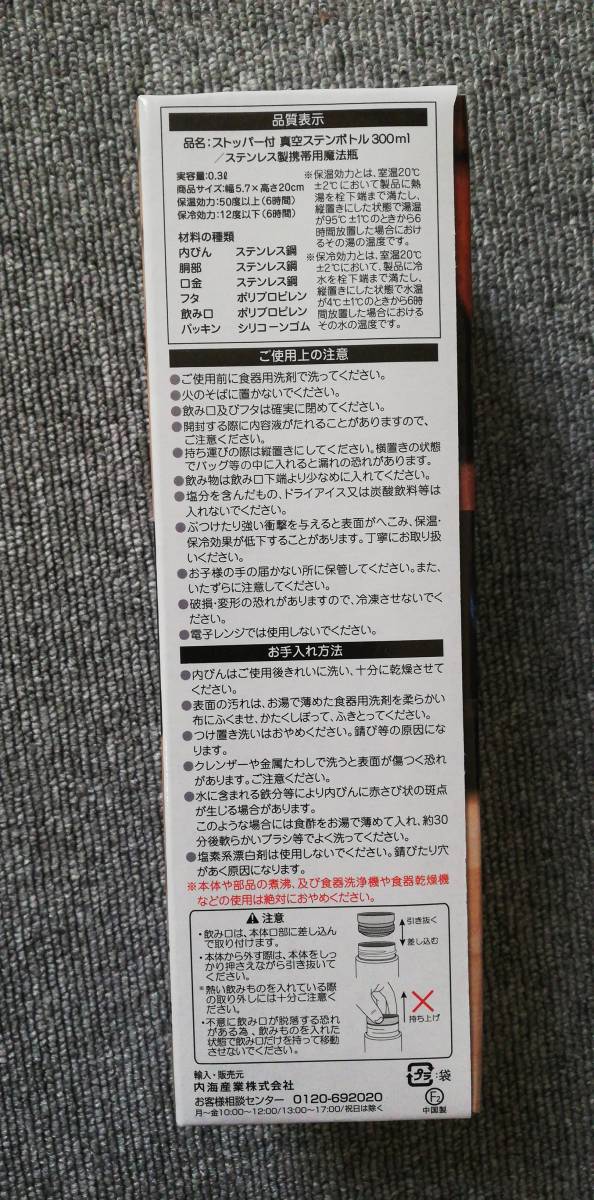 品質表示
品名:ストッパー付 真空ステンボトル300ml
/ステンレス製携帯用魔法瓶
実容量:0.3ℓ
商品サイズ:幅5.7×高さ20cm
保温効力:50度以上(6時間)
保冷効力:12度以下(6時間)
材料の種類
内びん ステンレス鋼
胴部 ステンレス鋼
口金 ステンレス鋼
フタ ポリプロピレン
飲み口 ポリプロピレン
パッキン シリコーンゴム
※保温効力とは、室温20℃
±2℃において製品に熱
湯を栓下端まで満たし、
縦置きにした状態で湯温
が95℃±1℃のときから6
時間放置した場合におけ
るその湯の温度です。
※保冷効力とは、室温20℃
±2℃において、製品に冷
水を栓下端まで満たし、
縦置きにした状態で水温
が4℃±1℃のときから6時
間放置した場合における
その水の温度です。
ご使用上の注意
●ご使用前に食器用洗剤で洗ってください。
●火のそばに置かないでください。
●飲み口及びフタは確実に閉めてください。
●開封する際に内容液がたれることがありますので、
ご注意ください。
●持ち運びの際は縦置きにしてください。横置きの状態
でバッグ等の中に入れると漏れの恐れがあります。
●飲み物は飲み口下端より少なめに入れてください。
●塩分を含んだもの、ドライアイス又は炭酸飲料等は
入れないでください。
●ぶつけたり強い衝撃を与えると表面がへこみ、保温・
保冷効果が低下することがあります。丁寧にお取り扱
いください。
●お子様の手の届かない所に保管してください。また、
いたずらに注意してください。
●破損・変形の恐れがありますので、冷凍させないでく
ださい。
●電子レンジでは使用しないでください。
お手入れ方法
●内びんはご使用後きれいに洗い、十分に乾燥させて
ください。
●表面の汚れは、お湯で薄めた食器用洗剤を柔らかい
布にふくませ、かたくしぼって、ふきとってください。
●つけ置き洗いはおやめください。錆び等の原因にな
ります。
●クレンザーや金属たわしで洗うと表面が傷つく恐れ
があります。ご注意ください。
●水に含まれる鉄分等により内びんに赤さび状の斑点
が生じる場合があります。
このような場合には食酢をお湯で薄めて入れ、約30
分後軟らかいブラシ等でよく洗ってください。
●塩素系漂白剤は使用しないでください。錆びたり穴
があく原因になります。
※本体や部品の煮沸、及び食器洗浄機や食器乾燥機
などの使用は絶対におやめください。
⚠注意
・飲み口は、本体口部に差し込ん
で取り付けます。
・本体から外す際は、本体をしっ
かり押さえながら引き抜いて
ください。
*熱い飲みものを入れている際
の取り外しには十分ご注意く
ださい。
・不意に飲み口が脱落する恐れ
がある為、飲みものを入れた
状態で飲み口だけを持って移動
させないでください。
引き抜く
差し込む
持ち上げ
輸入・販売元
内海産業株式会社
お客様相談センター 0120-692020
月〜金10:00〜12:00/13:00〜17:00/祝日は除く
プラ:袋
F2
中国製